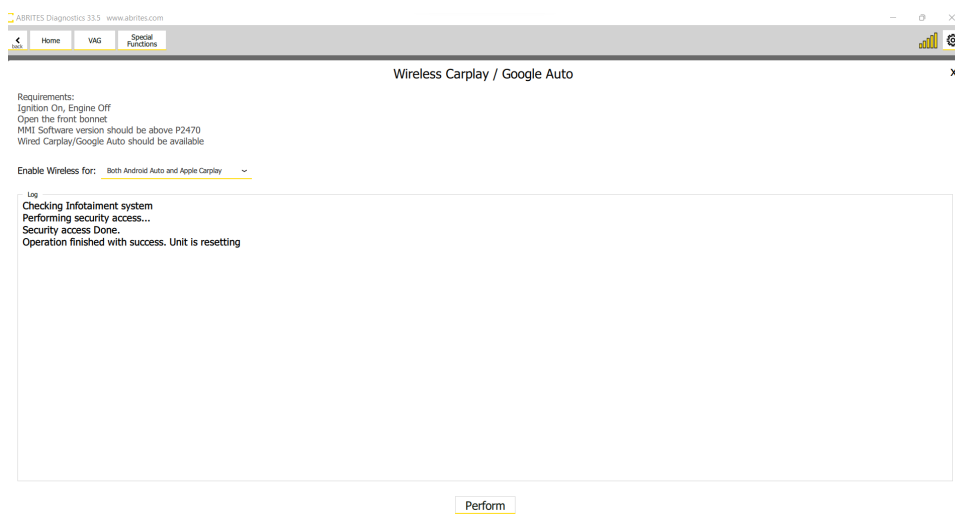 ABRITES Diagnostics 33.5 www.abrites.com
back
Home
VAG
Special
Functions
Wireless Carplay / Google Auto
X
Requirements:
Ignition On, Engine Off
Open the front bonnet
MMI Software version should be above P2470
Wired Carplay/Google Auto should be available
Enable Wireless for: Both Android Auto and Apple Carplay
Log
Checking Infotaiment system
Performing security access...
Security access Done.
Operation finished with success. Unit is resetting
Perform